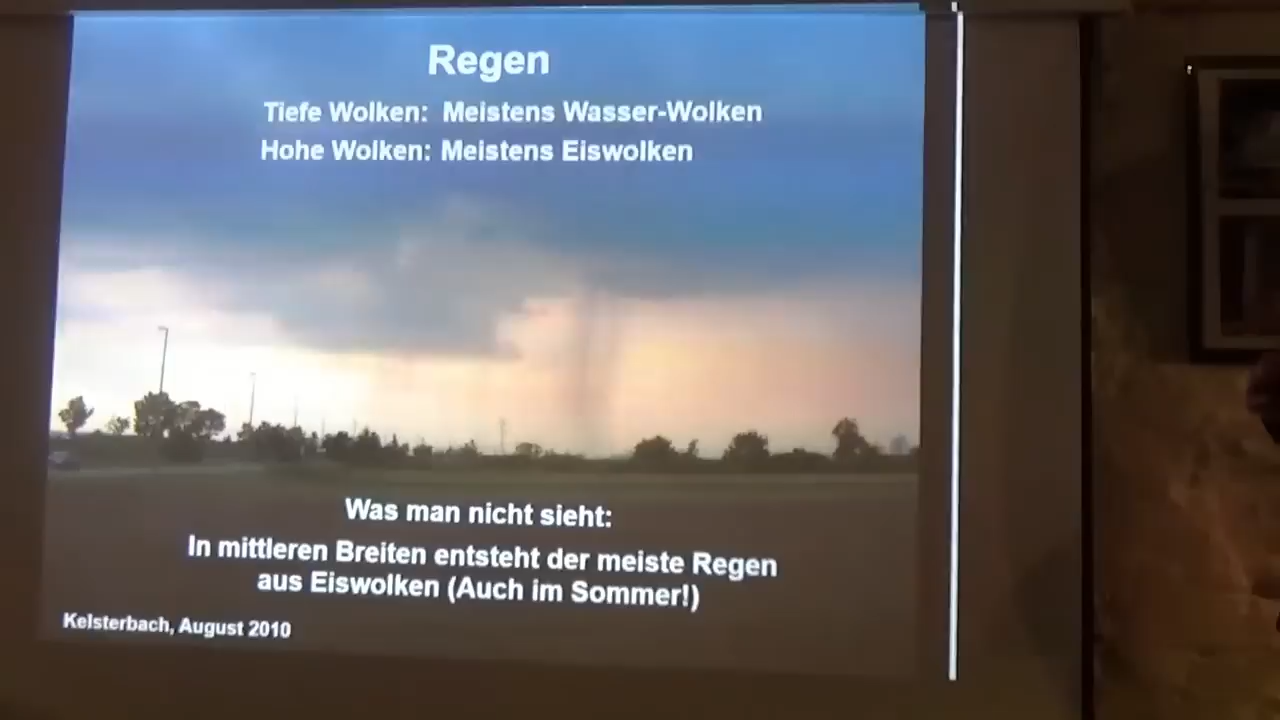 Regen
Tiefe Wolken: Meistens Wasser-Wolken
Hohe Wolken: Meistens Eiswolken
Was man nicht sieht:
In mittleren Breiten entsteht der meiste Regen
aus Eiswolken (Auch im Sommer!)
Kelsterbach, August 2010